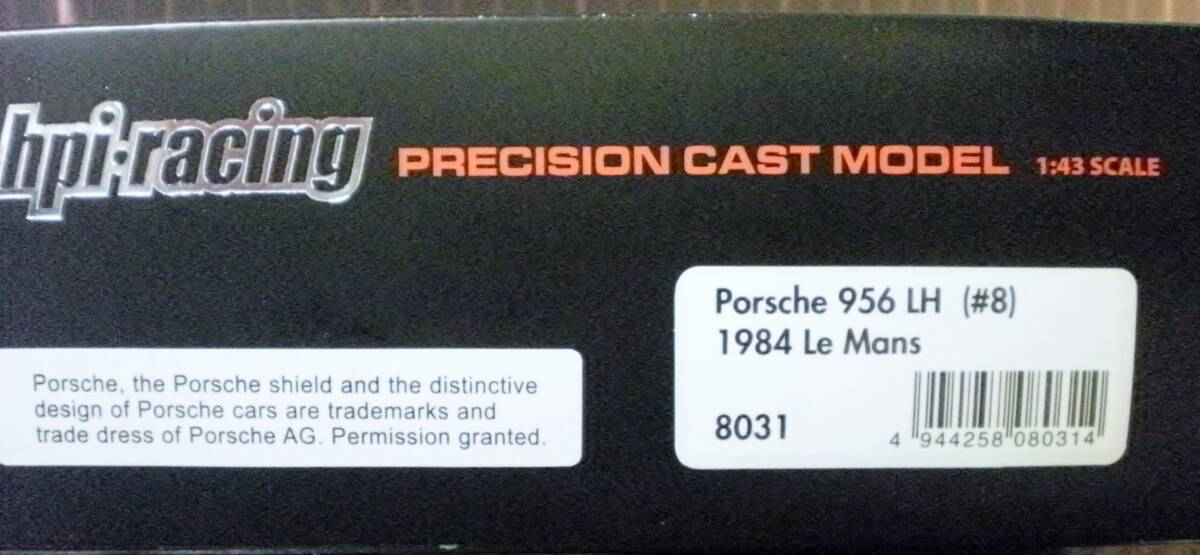 hpi·racing PRECISION CAST MODEL 1:43 SCALE
Porsche 956 LH (#8)
1984 Le Mans
8031
4 944258 080314
Porsche, the Porsche shield and the distinctive
design of Porsche cars are trademarks and
trade dress of Porsche AG. Permission granted.